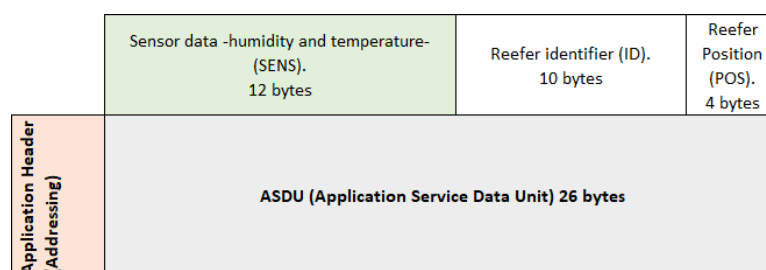 Sensor data -humidity and temperature-
(SENS).
12 bytes
Reefer identifier (ID).
10 bytes
Reefer
Position
(POS).
4 bytes
Application Header
(Addressing)
ASDU (Application Service Data Unit) 26 bytes